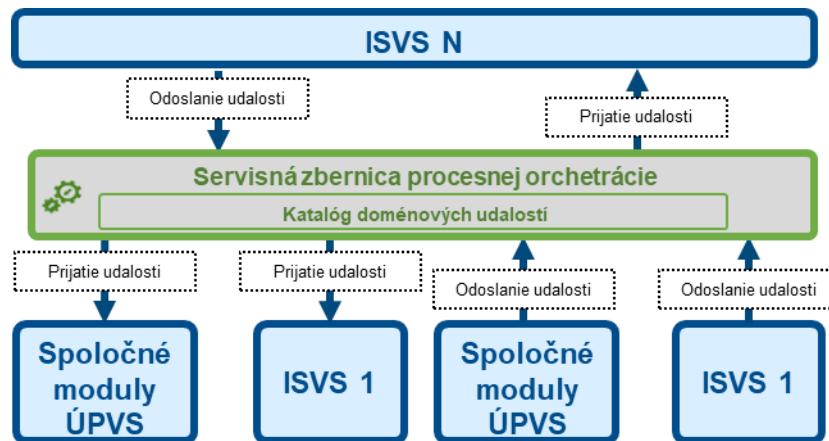 ISVS N
Odoslanie udalosti
Prijatie udalosti
Servisná zbernica procesnej orchetrácie
Katalóg doménových udalostí
Prijatie udalosti
Prijatie udalosti
Odoslanie udalosti
Odoslanie udalosti
Spoločné
moduly
ÚPVS
ISVS 1
Spoločné
moduly
ÚPVS
ISVS 1